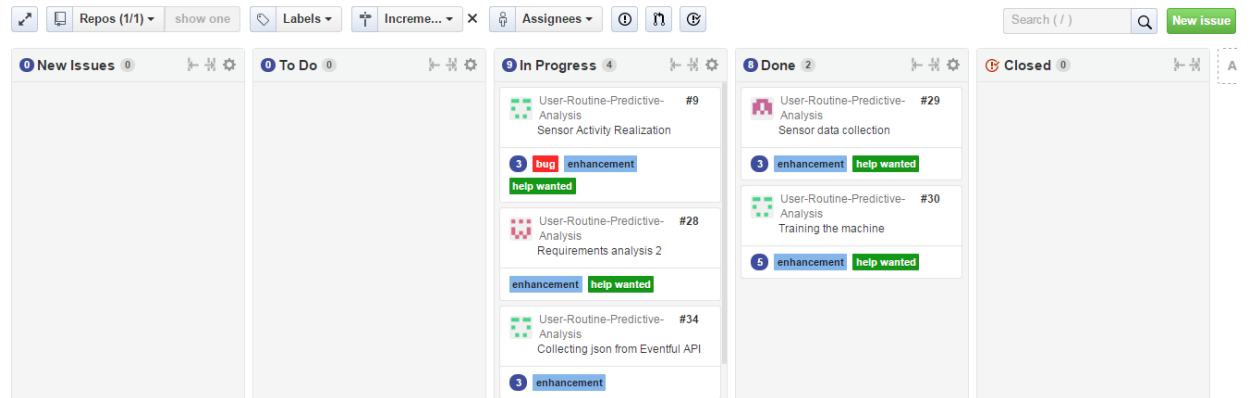 Repos (1/1) show one Labels Increme... × Assignees Search ( / ) New issue
0 New Issues 0
0 To Do 0
9 In Progress 4
User-Routine-Predictive- #9
Analysis
Sensor Activity Realization
3 bug enhancement
help wanted
User-Routine-Predictive- #28
Analysis
Requirements analysis 2
enhancement help wanted
User-Routine-Predictive- #34
Analysis
Collecting json from Eventful API
3 enhancement
8 Done 2
User-Routine-Predictive- #29
Analysis
Sensor data collection
3 enhancement help wanted
User-Routine-Predictive- #30
Analysis
Training the machine
5 enhancement help wanted
Closed 0
A